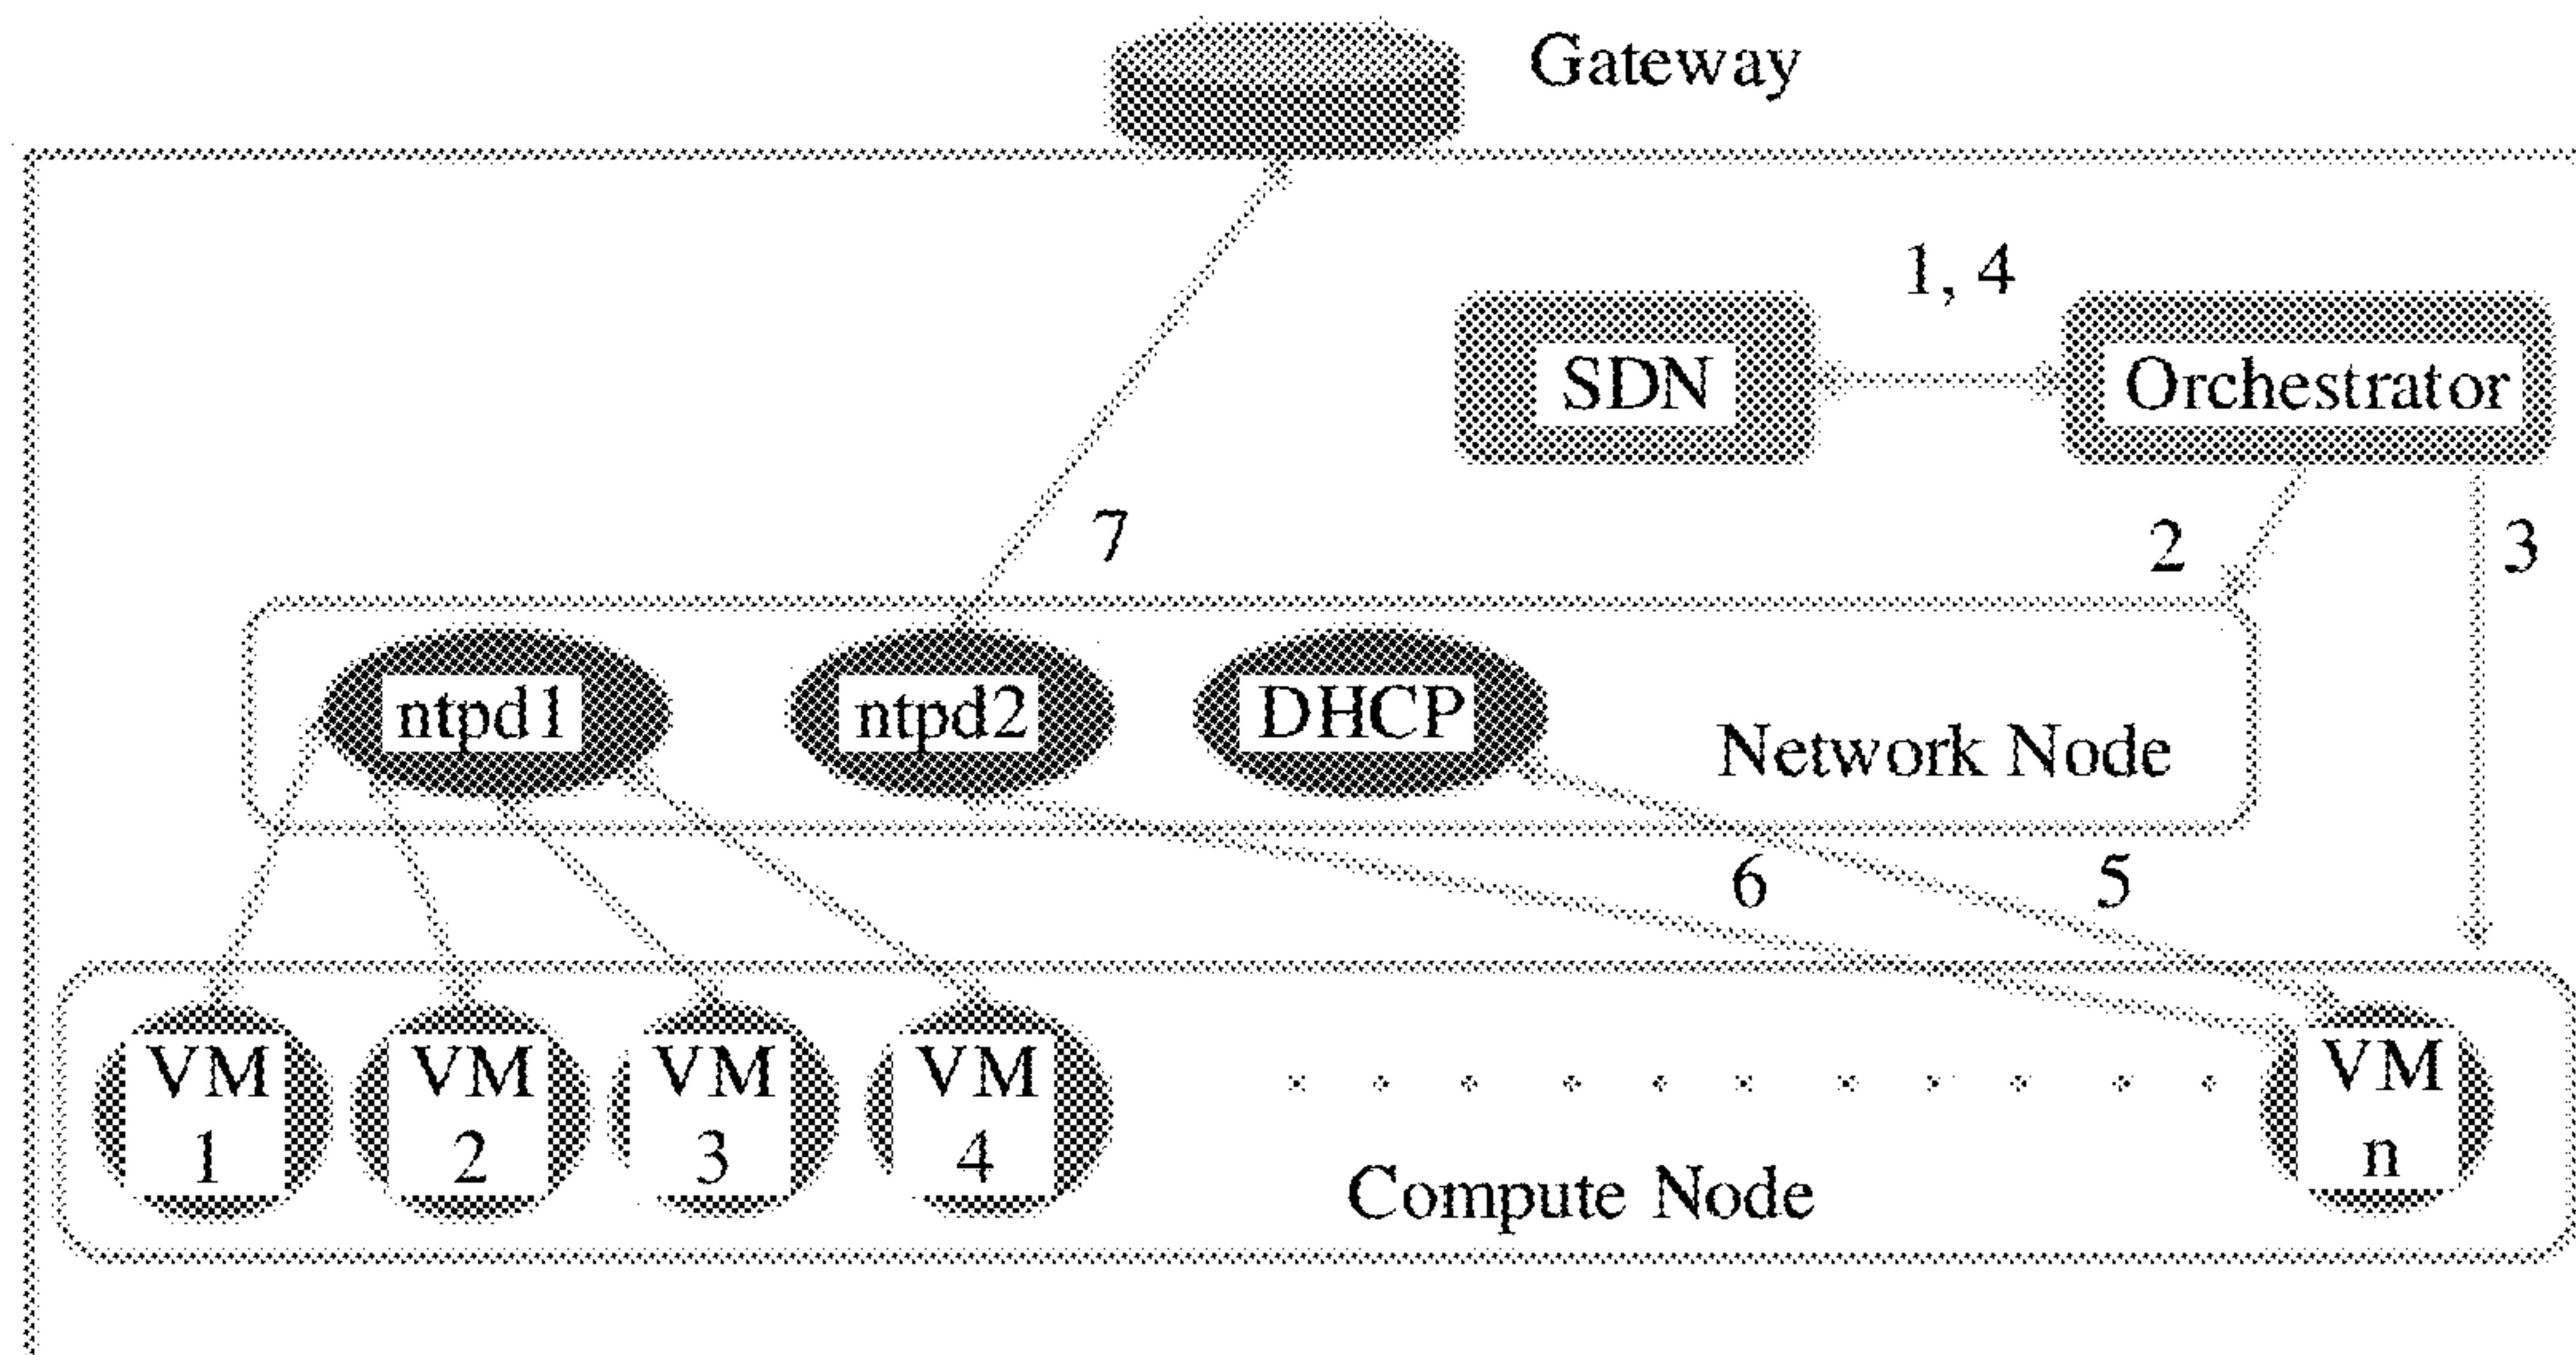 Gateway
1, 4
SDN
Orchestrator
7
2
3
ntpd1
ntpd2
DHCP
Network Node
6
5
VM
1
VM
2
VM
3
VM
4
VM
n
Compute Node